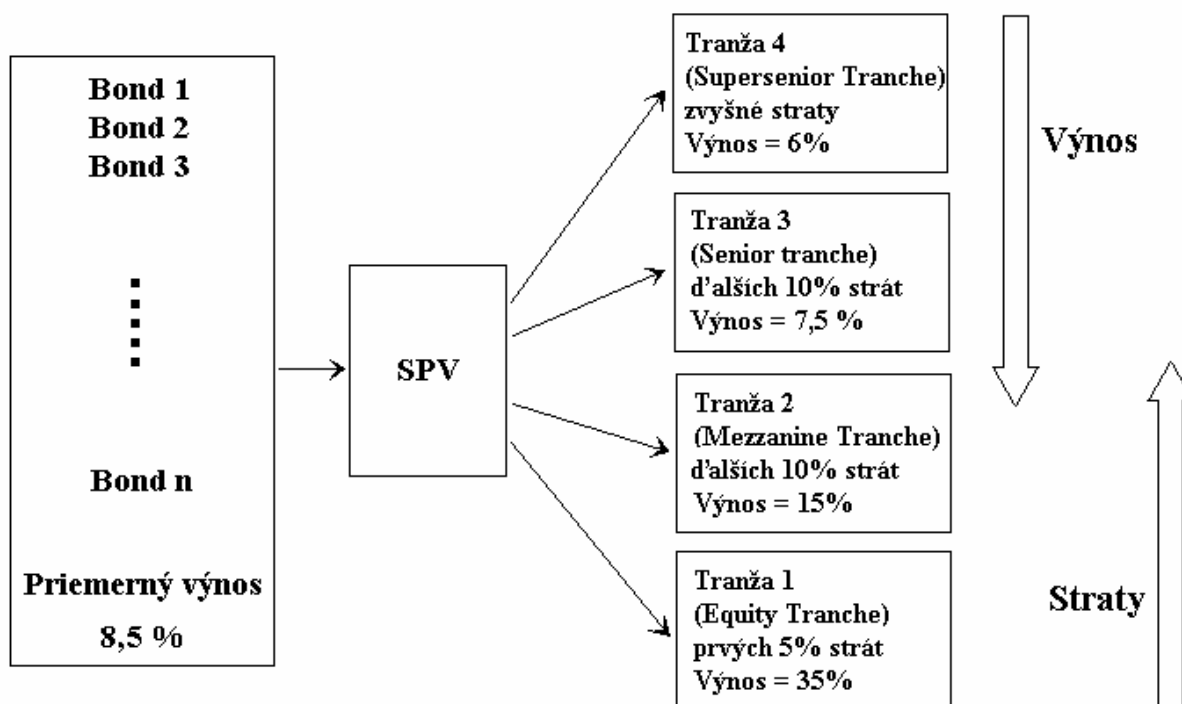 Bond 1
Bond 2
Bond 3
Bond n
Priemerný výnos
8,5 %
SPV
Tranža 4
(Supersenior Tranche)
zvyšné straty
Výnos = 6%
Tranža 3
(Senior tranche)
ďalších 10% strát
Výnos = 7,5 %
Tranža 2
(Mezzanine Tranche)
ďalších 10% strát
Výnos = 15%
Tranža 1
(Equity Tranche)
prvých 5% strát
Výnos = 35%
Výnos
Straty